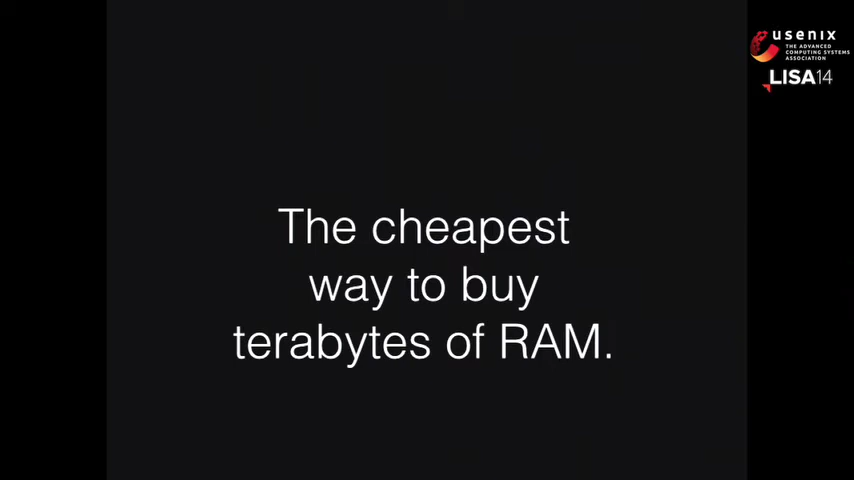 usenix
THE ADVANCED
COMPUTING SYSTEMS
ASSOCIATION
LISA14
The cheapest
way to buy
terabytes of RAM.